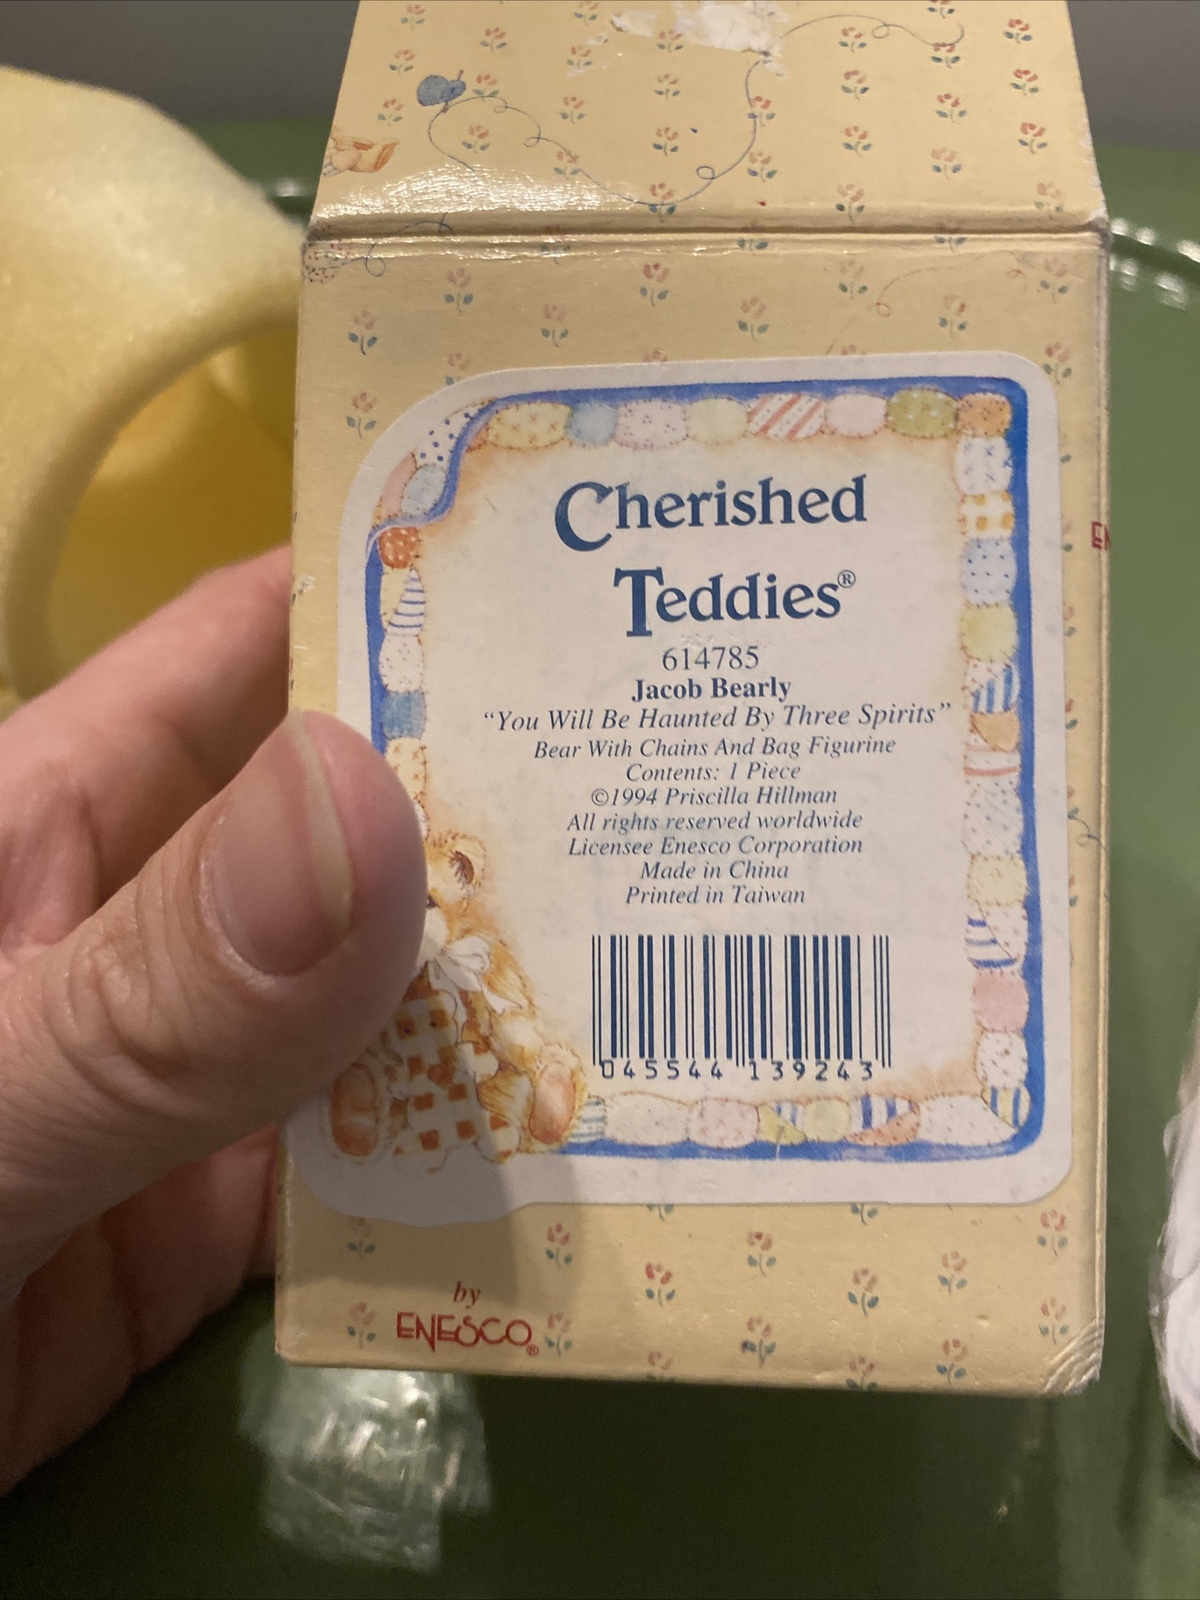 Cherished
Teddies®
614785
Jacob Bearly
"You Will Be Haunted By Three Spirits"
Bear With Chains And Bag Figurine
Contents: 1 Piece
©1994 Priscilla Hillman
All rights reserved worldwide
Licensee Enesco Corporation
Made in China
Printed in Taiwan
045544 139243
by
ENESCO®